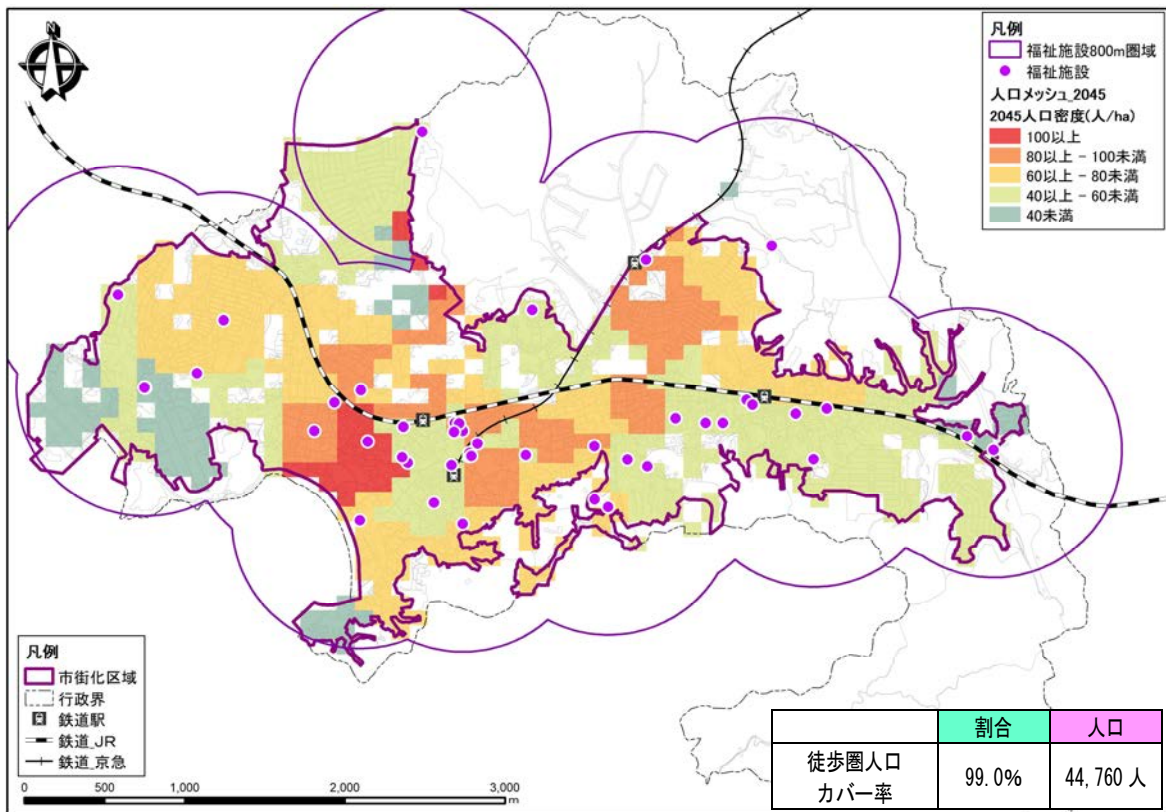 N
凡例
福祉施設800m圏域
福祉施設
人口メッシュ_2045
2045人口密度(人/ha)
100以上
80以上 - 100未満
60以上 - 80未満
40以上 - 60未満
40未満
凡例
市街化区域
行政界
鉄道駅
鉄道_JR
鉄道_京急
0 500 1,000 2,000 3,000
m
割合 人口
徒歩圏人口
カバー率 99.0% 44,760 人